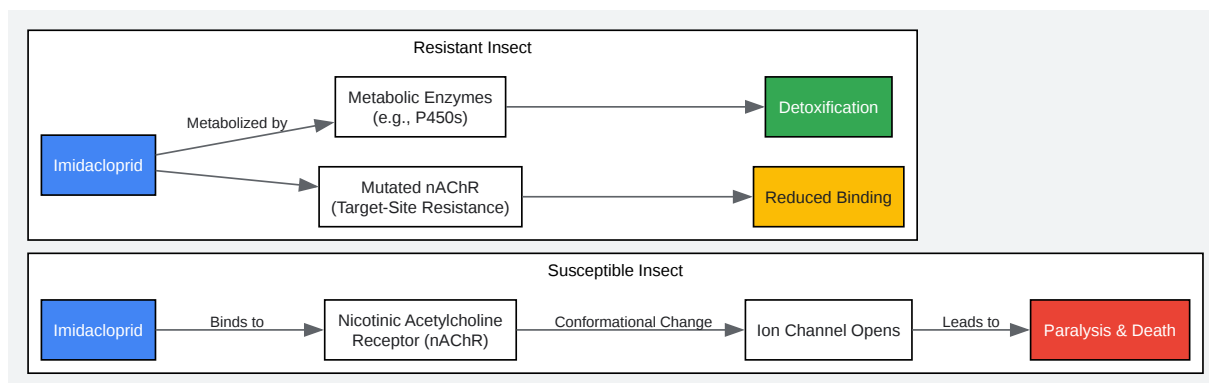 Resistant Insect
Metabolic Enzymes
(e.g., P450s)
Detoxification
Metabolized by
Imidacloprid
Mutated nAChR
(Target-Site Resistance)
Reduced Binding
Susceptible Insect
Imidacloprid
Binds to
Nicotinic Acetylcholine
Receptor (nAChR)
Conformational Change
Ion Channel Opens
Leads to
Paralysis & Death